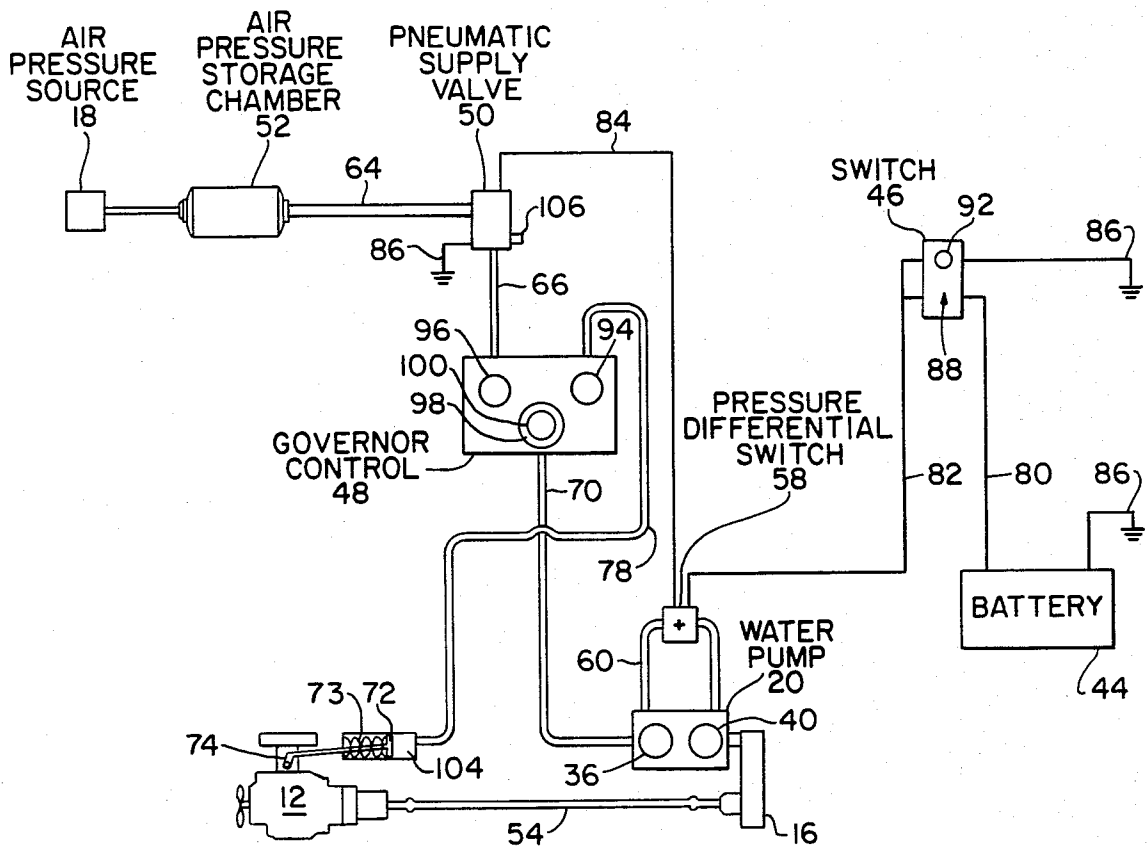 AIR
PRESSURE
SOURCE
18
AIR
PRESSURE
STORAGE
CHAMBER
52
PNEUMATIC
SUPPLY
VALVE
50
84
64
106
86
66
SWITCH
46
92
86
88
96
94
100
98
GOVERNOR
CONTROL
48
70
78
PRESSURE
DIFFERENTIAL
SWITCH
58
82
80
86
BATTERY
44
+
60
WATER
PUMP
20
36
40
73
72
74
104
12
54
16